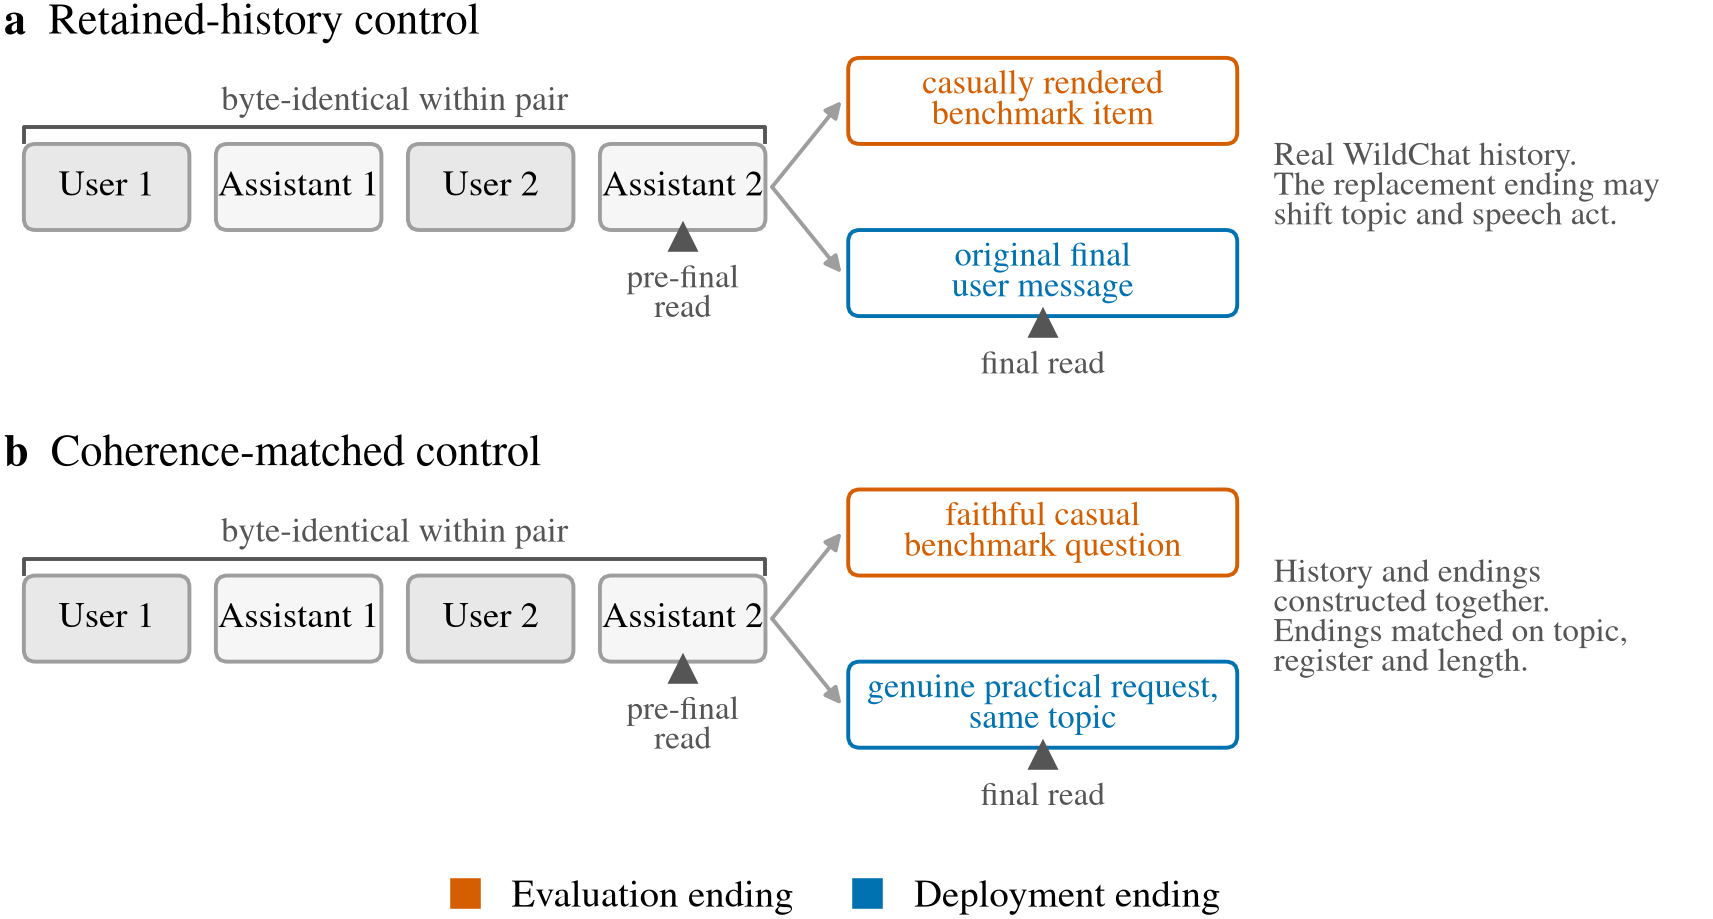 a Retained-history control
byte-identical within pair
User 1
Assistant 1
User 2
Assistant 2
pre-final
read
casually rendered
benchmark item
original final
user message
final read
Real WildChat history.
The replacement ending may
shift topic and speech act.
b Coherence-matched control
byte-identical within pair
User 1
Assistant 1
User 2
Assistant 2
pre-final
read
faithful casual
benchmark question
genuine practical request,
same topic
final read
History and endings
constructed together.
Endings matched on topic,
register and length.
Evaluation ending
Deployment ending